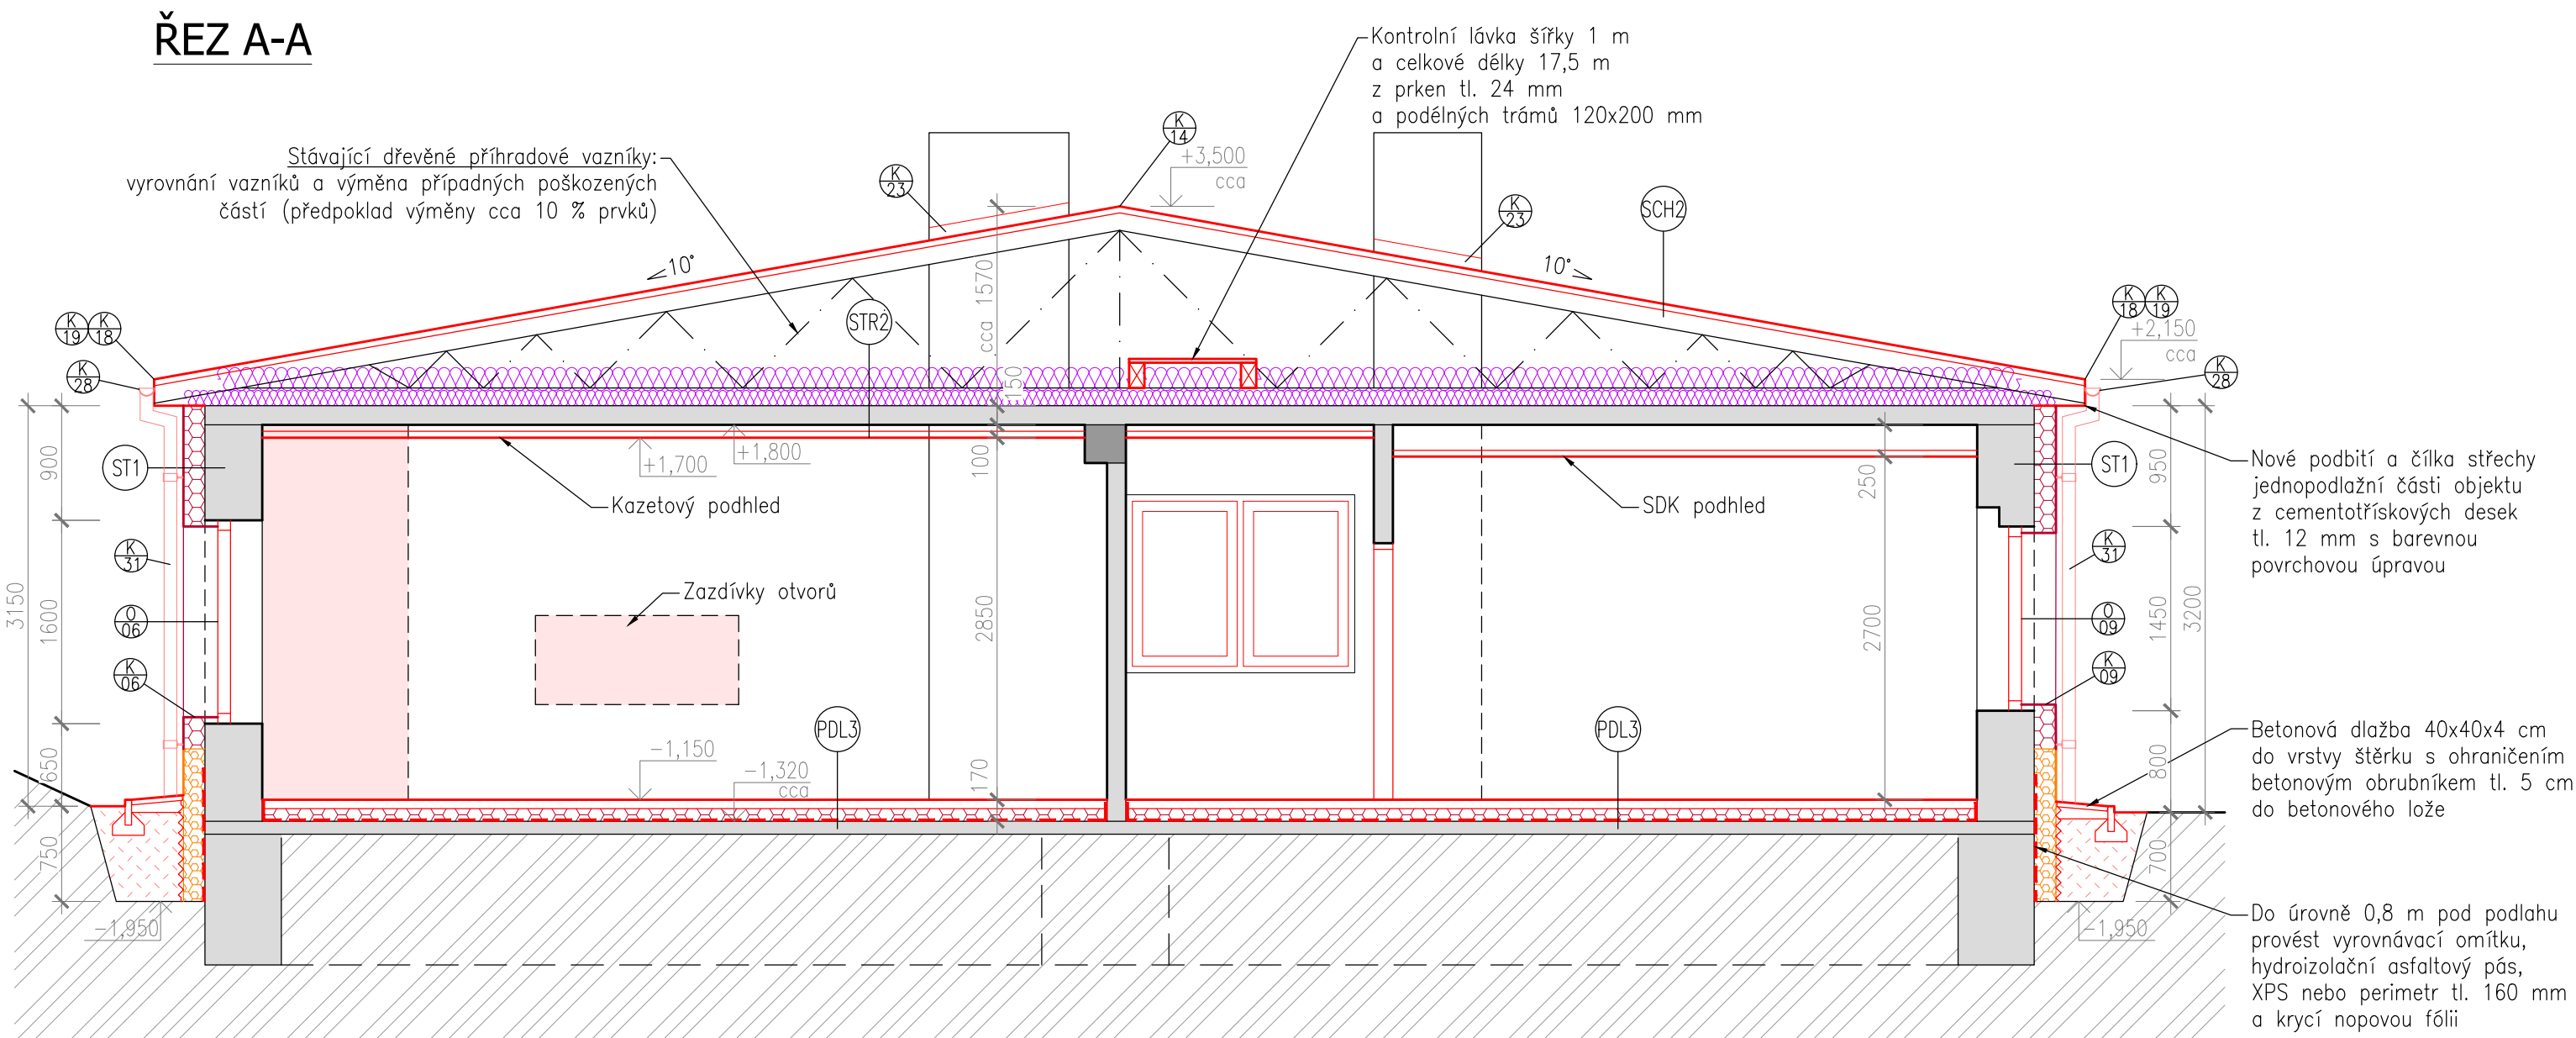 ŘEZ A-A
Kontrolní lávka šířky 1 m
a celkové délky 17,5 m
z prken tl. 24 mm
a podélných trámů 120x200 mm
Stávající dřevěné příhradové vazníky:
vyrovnání vazníků a výměna případných poškozených
částí (předpoklad výměny cca 10 % prvků)
K
23
K
14
+3,500
cca
K
23
SCH2
10°
10°
cca 1570
150
STR2
K
19
K
18
K
28
K
18
K
19
+2,150
cca
K
28
ST1
900
3150
1600
650
750
K
31
O
06
K
06
+1,700
+1,800
100
Kazetový podhled
Zazdívky otvorů
2850
170
−1,150
−1,320
cca
PDL3
250
SDK podhled
2700
PDL3
ST1
950
1450
3200
800
700
K
31
O
09
K
09
Nové podbití a čílka střechy
jednopodlažní části objektu
z cementotřískových desek
tl. 12 mm s barevnou
povrchovou úpravou
Betonová dlažba 40x40x4 cm
do vrstvy štěrku s ohraničením
betonovým obrubníkem tl. 5 cm
do betonového lože
−1,950
−1,950
Do úrovně 0,8 m pod podlahu
provést vyrovnávací omítku,
hydroizolační asfaltový pás,
XPS nebo perimetr tl. 160 mm
a krycí nopovou fólii